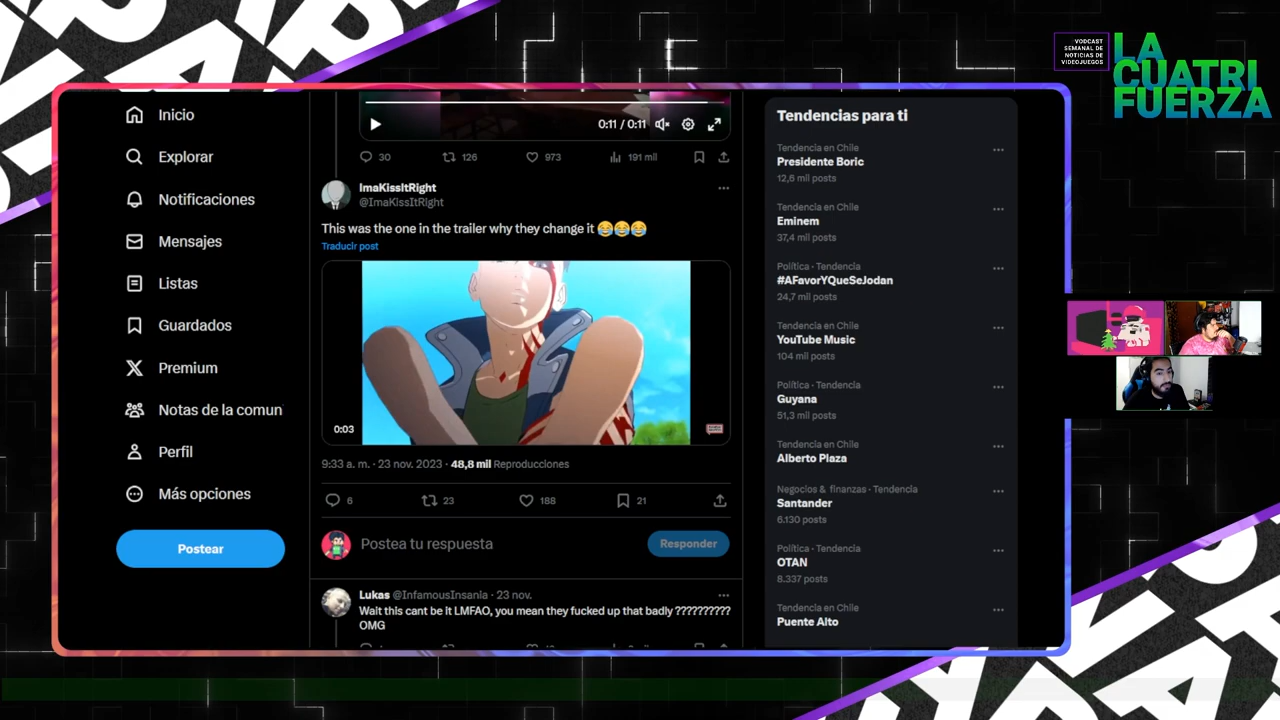 VODCAST
SEMANAL DE
NOTICIAS DE
VIDEOJUEGOS
LA
CUATRI
FUERZA
Inicio
Explorar
Notificaciones
Mensajes
Listas
Guardados
Premium
Notas de la comun
Perfil
Más opciones
Postear
0:11 / 0:11
30 126 973 191 mil
ImaKissItRight
@ImaKissItRight
This was the one in the trailer why they change it 😂😂😂
Traducir post
0:03
9:33 a. m. · 23 nov. 2023 · 48,8 mil Reproducciones
6 23 188 21
Postea tu respuesta
Responder
Lukas @InfamousInsania · 23 nov.
Wait this cant be it LMFAO, you mean they fucked up that badly ??????????
OMG
Tendencias para ti
Tendencia en Chile
Presidente Boric
12,6 mil posts
Tendencia en Chile
Eminem
37,4 mil posts
Política · Tendencia
#AFavorYQueSeJodan
24,7 mil posts
Tendencia en Chile
YouTube Music
104 mil posts
Política · Tendencia
Guyana
51,3 mil posts
Tendencia en Chile
Alberto Plaza
Negocios & finanzas · Tendencia
Santander
6.130 posts
Política · Tendencia
OTAN
8.337 posts
Tendencia en Chile
Puente Alto